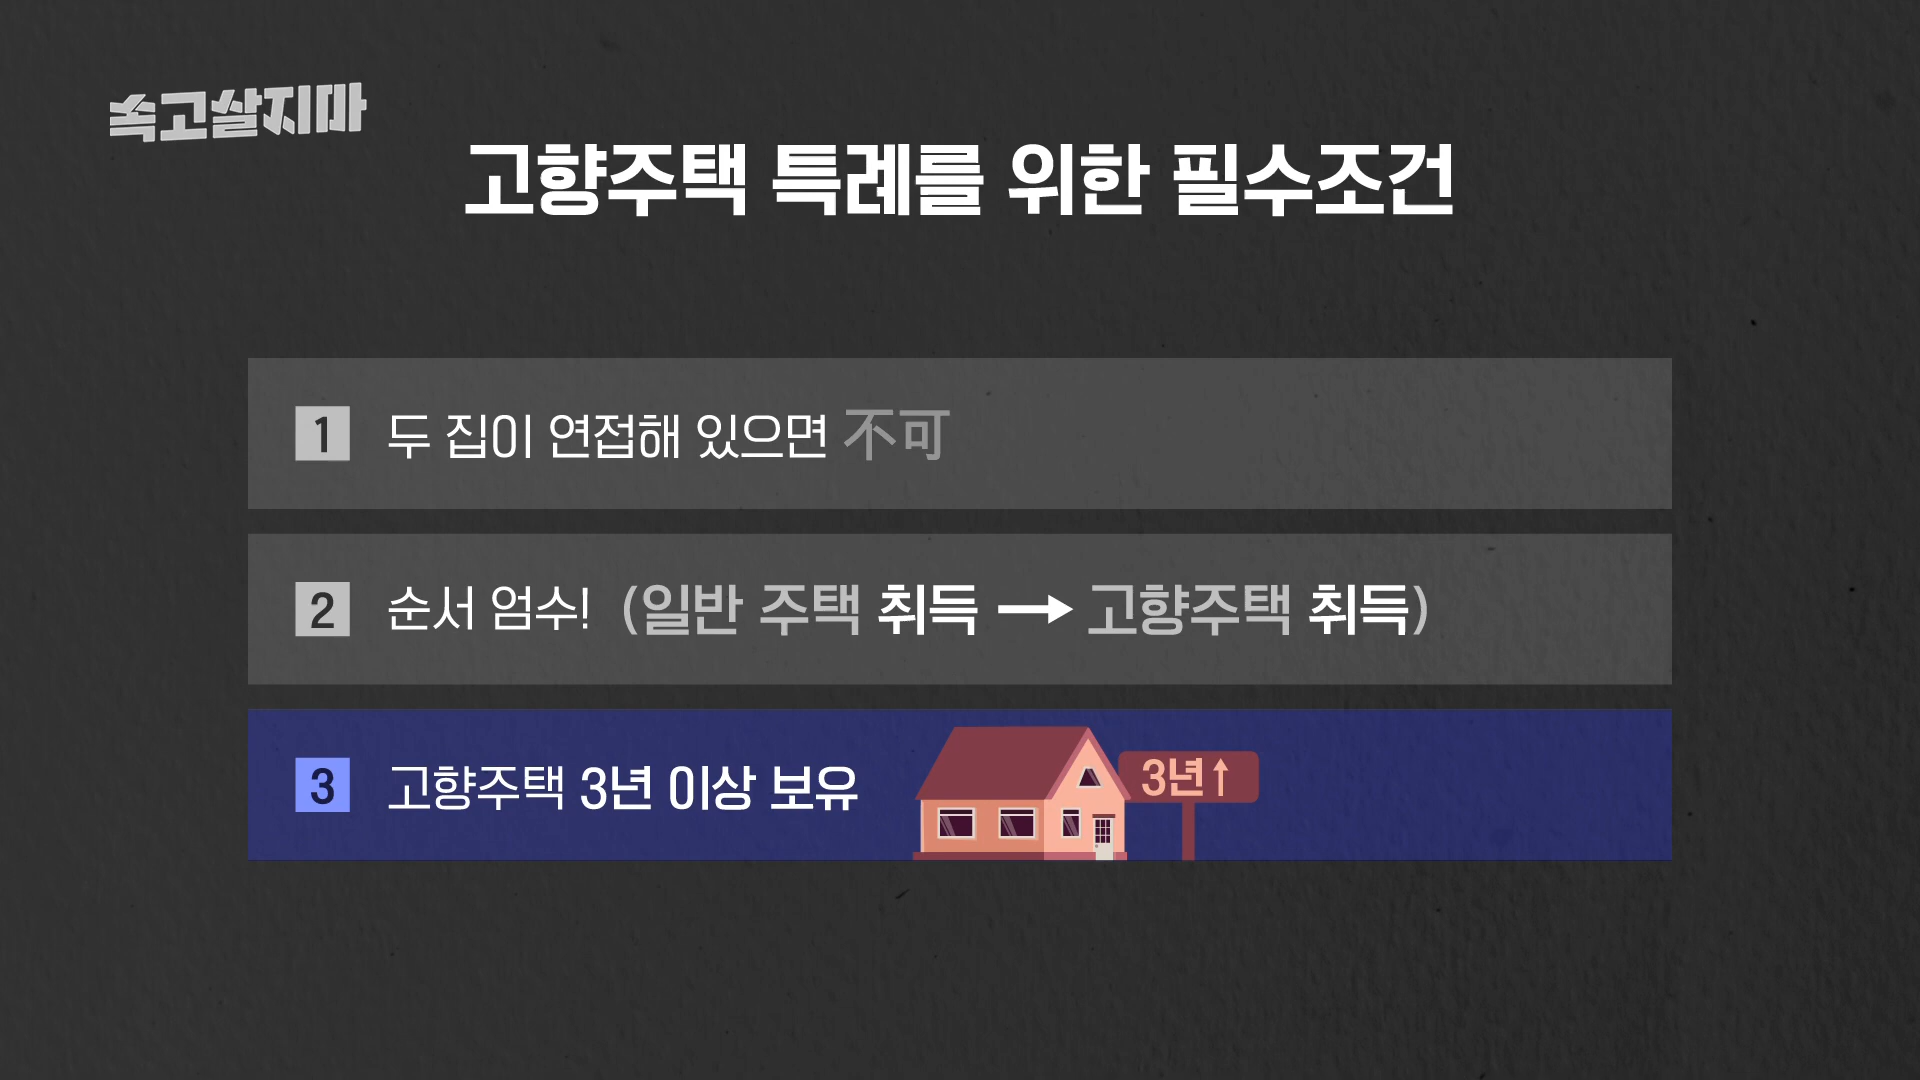 속고살지마
고향주택 특례를 위한 필수조건
1 두 집이 연접해 있으면 不可
2 순서 엄수! (일반 주택 취득 → 고향주택 취득)
3 고향주택 3년 이상 보유
3년↑